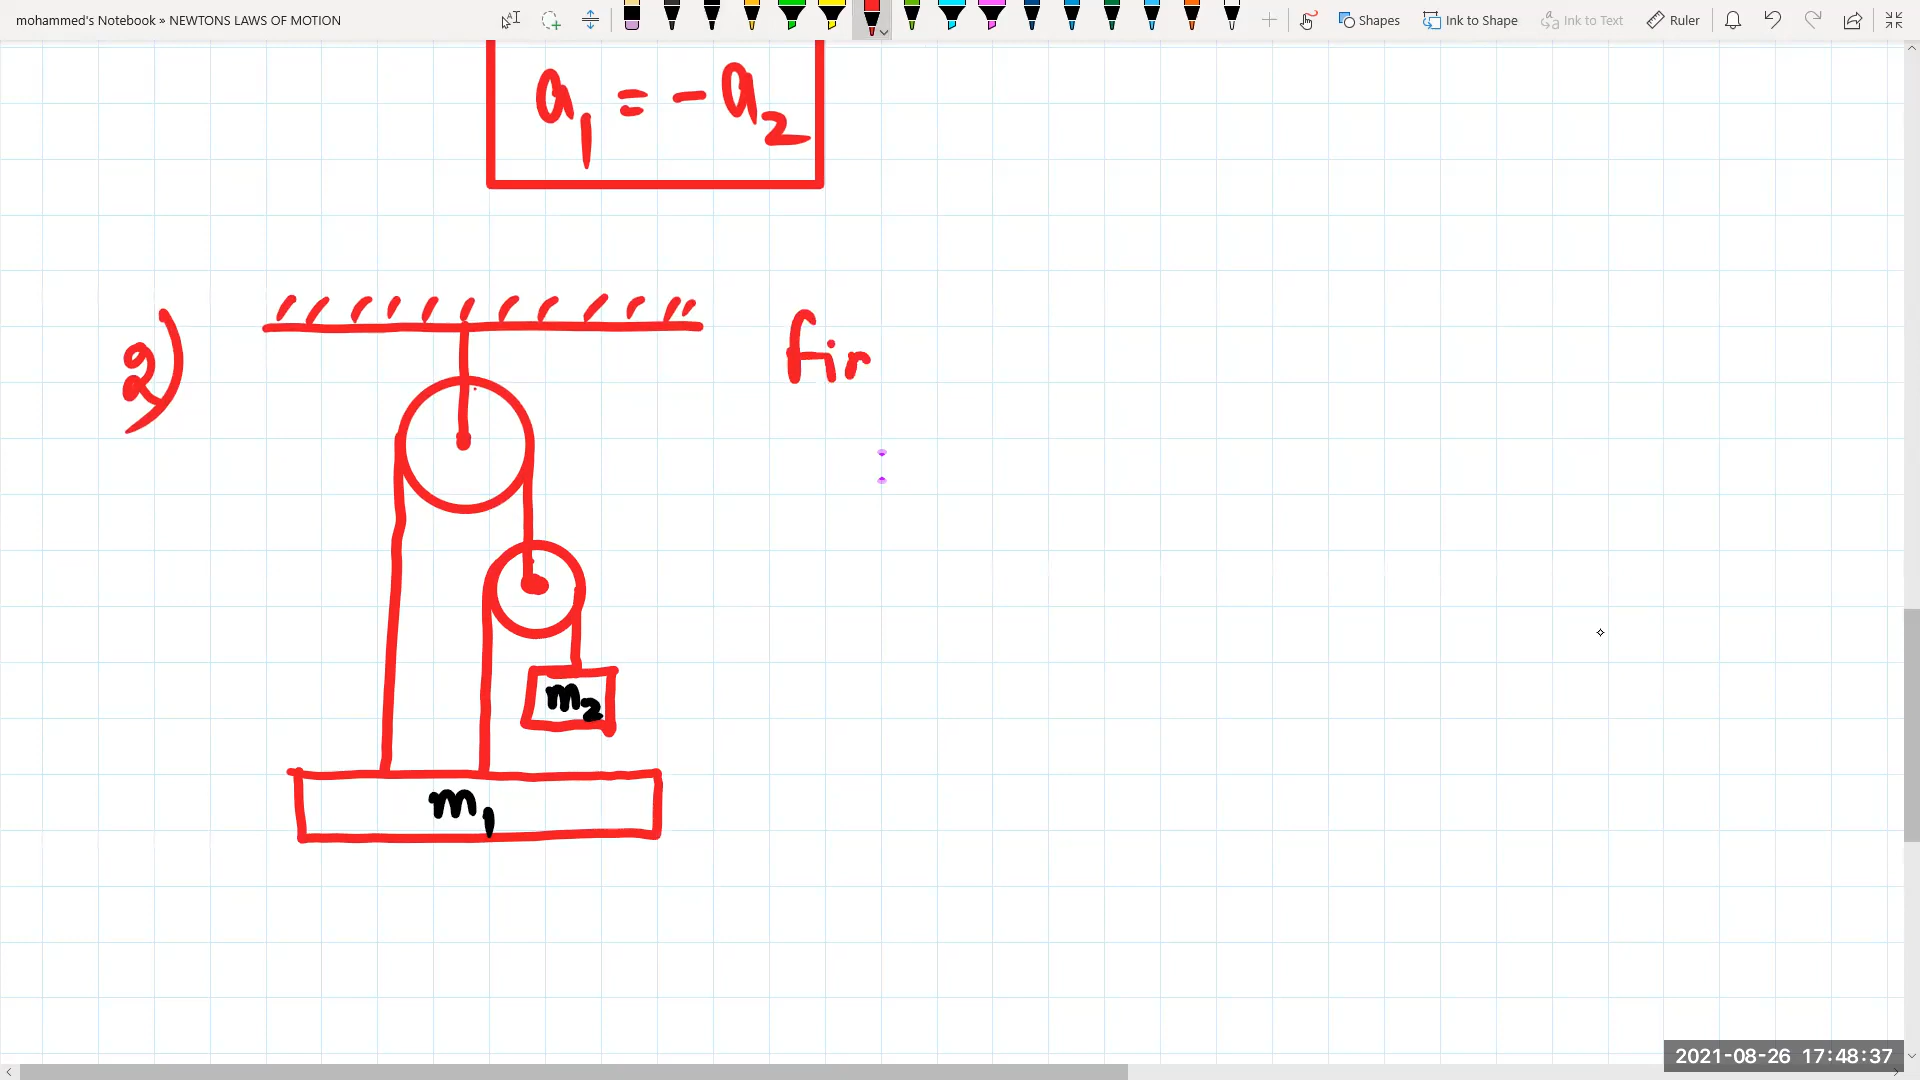 mohammed's Notebook » NEWTONS LAWS OF MOTION
Shapes
Ink to Shape
Ink to Text
Ruler
a₁ = -a₂
2)
fin
m₂
m₁
2021-08-26 17:48:37